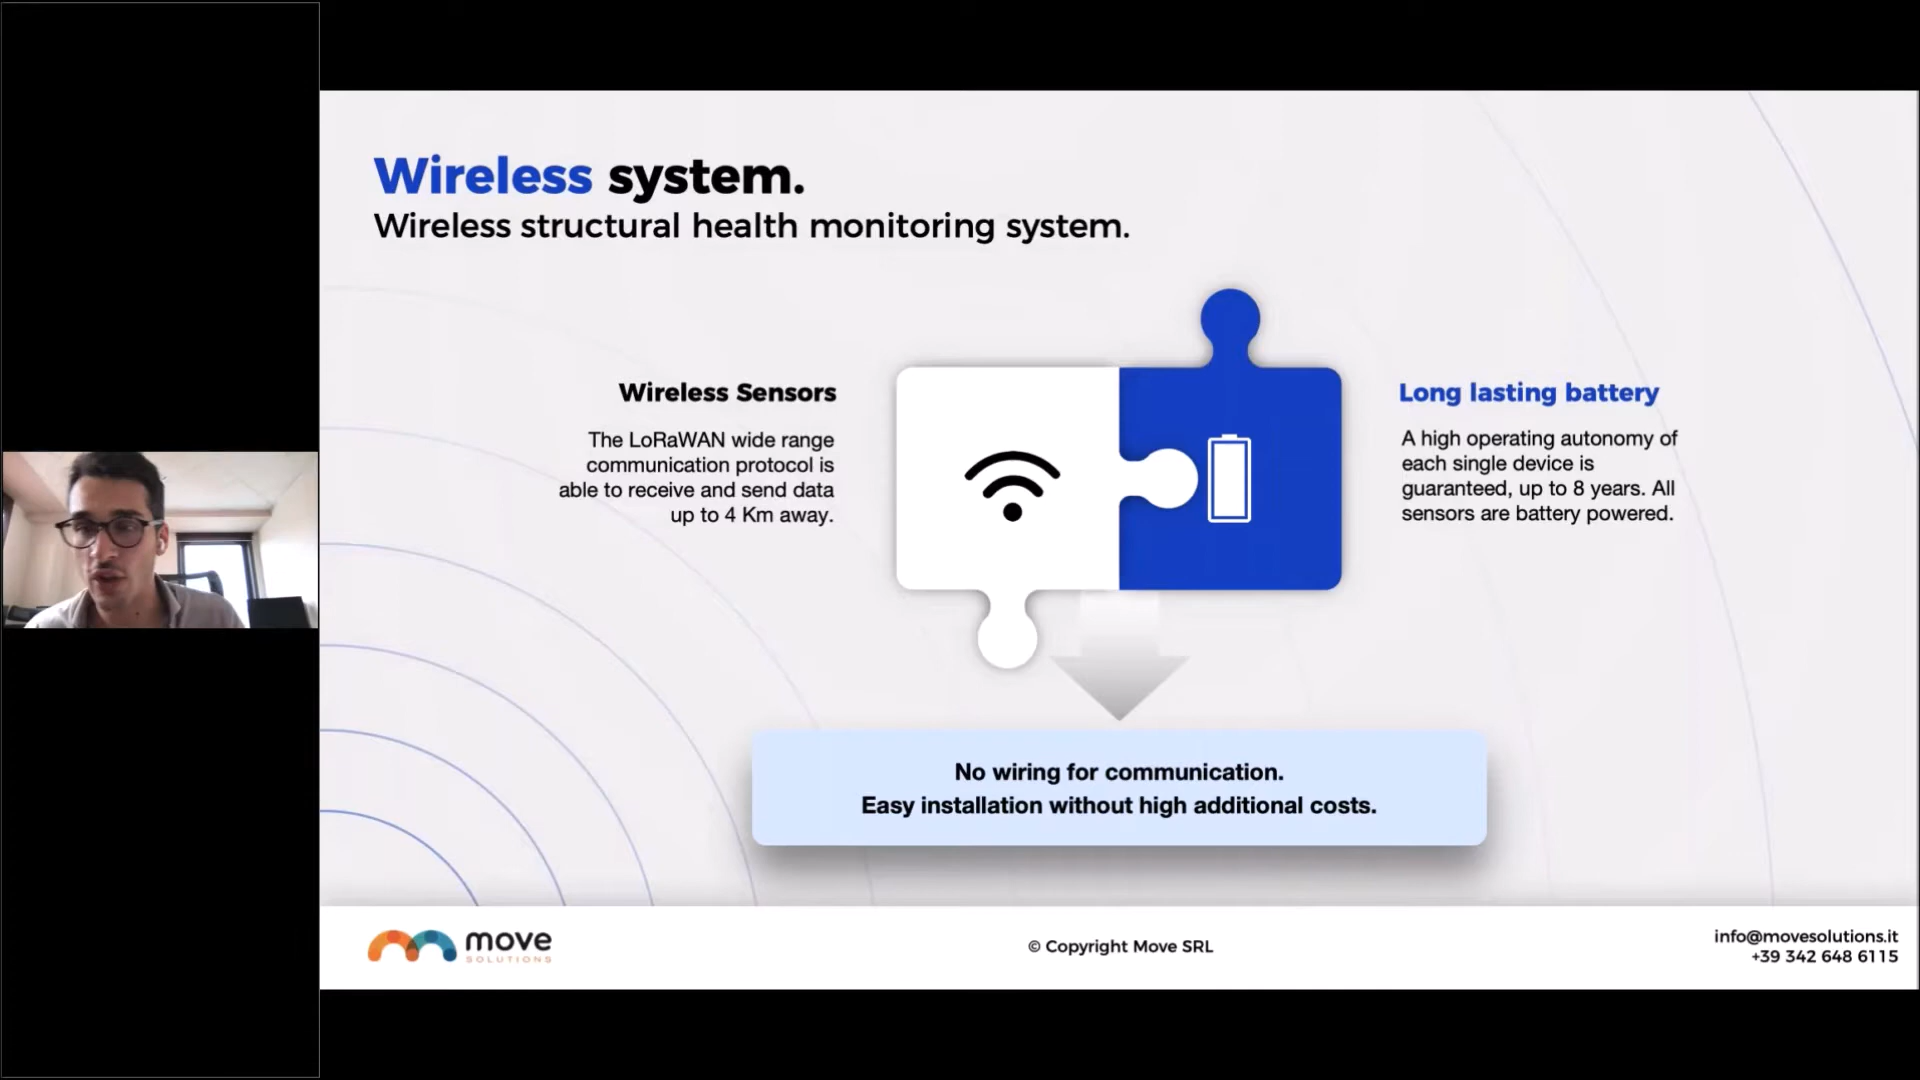 Wireless system.
Wireless structural health monitoring system.
Wireless Sensors
The LoRaWAN wide range
communication protocol is
able to receive and send data
up to 4 Km away.
Long lasting battery
A high operating autonomy of
each single device is
guaranteed, up to 8 years. All
sensors are battery powered.
No wiring for communication.
Easy installation without high additional costs.
move
SOLUTIONS
© Copyright Move SRL
info@movesolutions.it
+39 342 648 6115